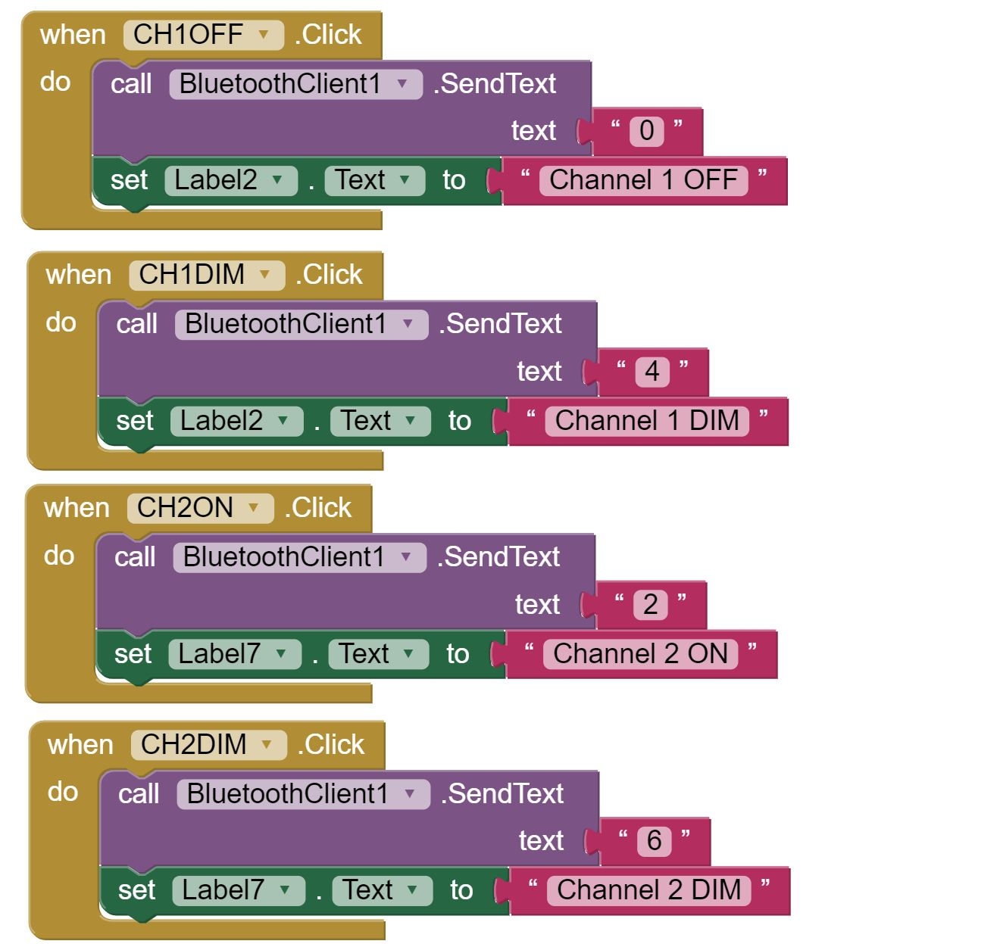 when CH1OFF .Click
do call BluetoothClient1 .SendText
text “ 0 ”
set Label2 . Text to “ Channel 1 OFF ”
when CH1DIM .Click
do call BluetoothClient1 .SendText
text “ 4 ”
set Label2 . Text to “ Channel 1 DIM ”
when CH2ON .Click
do call BluetoothClient1 .SendText
text “ 2 ”
set Label7 . Text to “ Channel 2 ON ”
when CH2DIM .Click
do call BluetoothClient1 .SendText
text “ 6 ”
set Label7 . Text to “ Channel 2 DIM ”